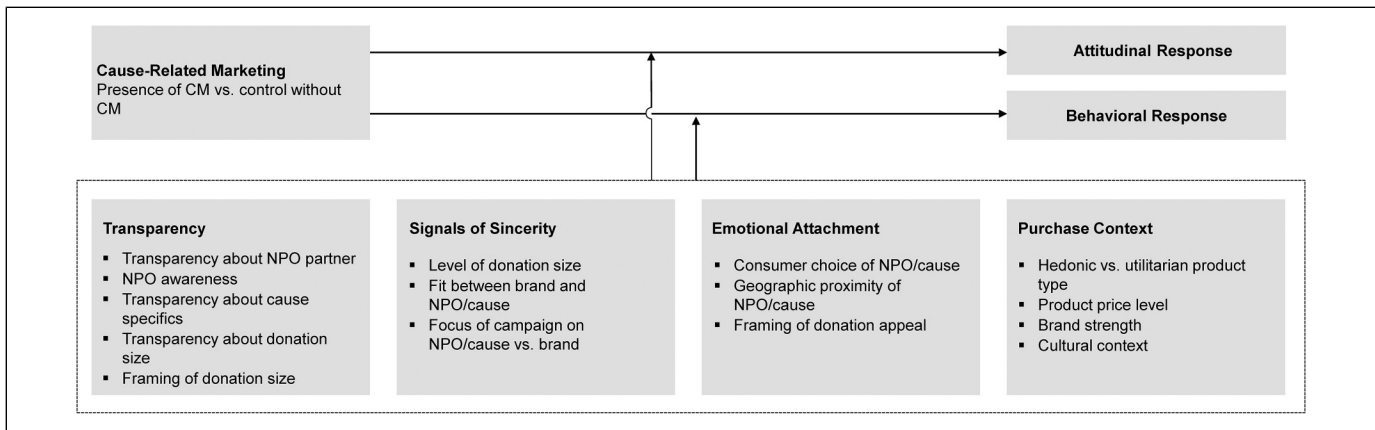 Cause-Related Marketing
Presence of CM vs. control without
CM
Attitudinal Response
Behavioral Response
Transparency
▪ Transparency about NPO partner
▪ NPO awareness
▪ Transparency about cause
specifics
▪ Transparency about donation
size
▪ Framing of donation size
Signals of Sincerity
▪ Level of donation size
▪ Fit between brand and
NPO/cause
▪ Focus of campaign on
NPO/cause vs. brand
Emotional Attachment
▪ Consumer choice of NPO/cause
▪ Geographic proximity of
NPO/cause
▪ Framing of donation appeal
Purchase Context
▪ Hedonic vs. utilitarian product
type
▪ Product price level
▪ Brand strength
▪ Cultural context